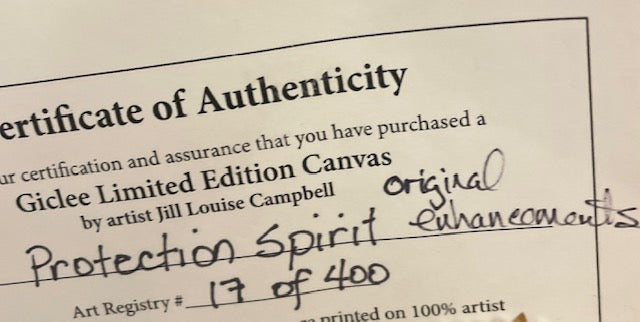 ertificate of Authenticity
ur certification and assurance that you have purchased a
Giclee Limited Edition Canvas
by artist Jill Louise Campbell
original
enhancements
Protection Spirit
Art Registry # 17 of 400
printed on 100% artist